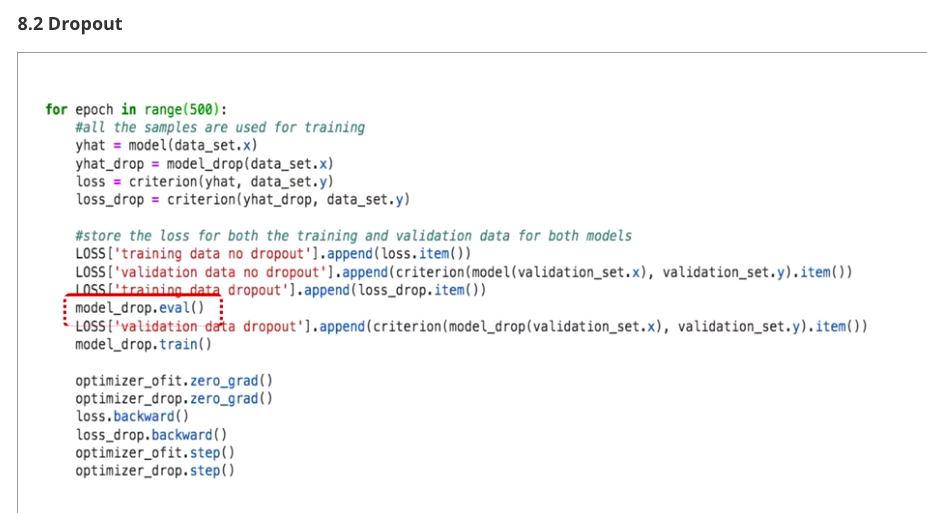 8.2 Dropout
for epoch in range(500):
#all the samples are used for training
yhat = model(data_set.x)
yhat_drop = model_drop(data_set.x)
loss = criterion(yhat, data_set.y)
loss_drop = criterion(yhat_drop, data_set.y)
#store the loss for both the training and validation data for both models
LOSS['training data no dropout'].append(loss.item())
LOSS['validation data no dropout'].append(criterion(model(validation_set.x), validation_set.y).item())
LOSS['training data dropout'].append(loss_drop.item())
model_drop.eval()
LOSS['validation data dropout'].append(criterion(model_drop(validation_set.x), validation_set.y).item())
model_drop.train()
optimizer_ofit.zero_grad()
optimizer_drop.zero_grad()
loss.backward()
loss_drop.backward()
optimizer_ofit.step()
optimizer_drop.step()